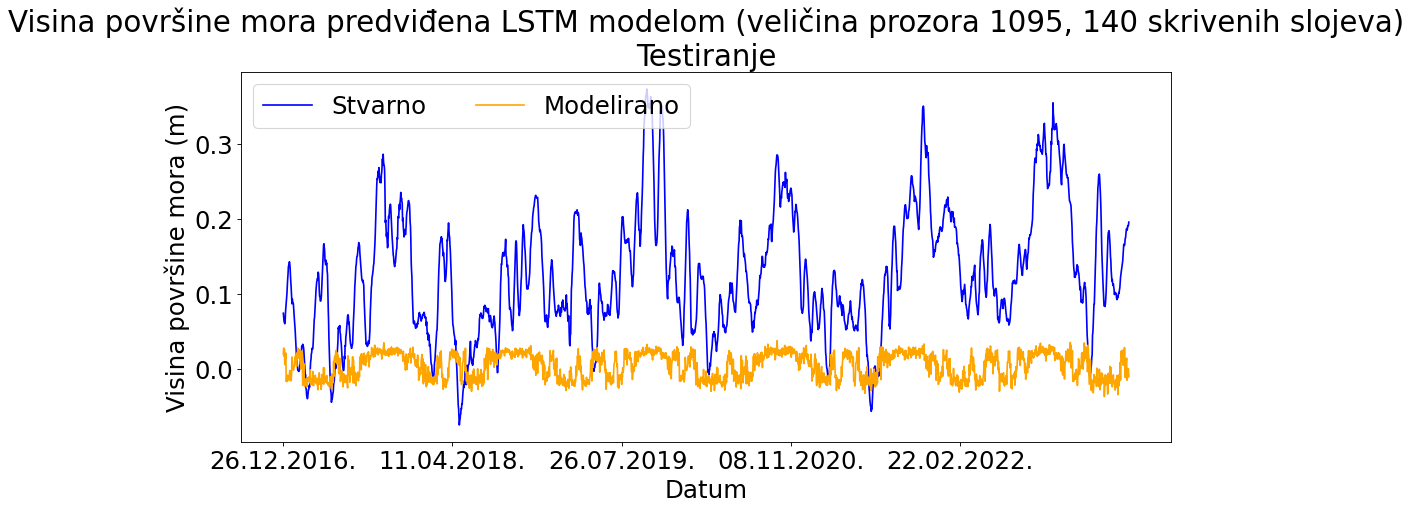 Visina površine mora predviđena LSTM modelom (veličina prozora 1095, 140 skrivenih slojeva)
Testiranje
Stvarno
Modelirano
Visina površine mora (m)
0.3
0.2
0.1
0.0
26.12.2016.
11.04.2018.
26.07.2019.
08.11.2020.
22.02.2022.
Datum